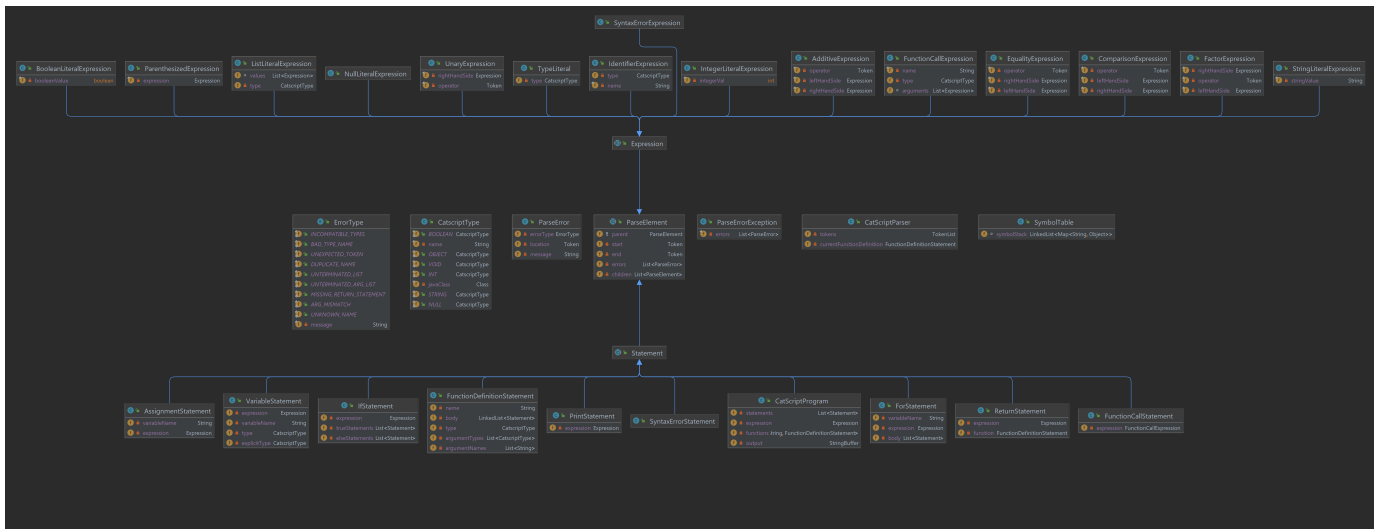 SyntaxErrorExpression
BooleanLiteralExpression
booleanValue boolean
ParenthesizedExpression
expression Expression
ListLiteralExpression
values List<Expression>
type CatscriptType
NullLiteralExpression
UnaryExpression
rightHandSide Expression
operator Token
TypeLiteral
type CatscriptType
IdentifierExpression
type CatscriptType
name String
IntegerLiteralExpression
integerVal int
AdditiveExpression
operator Token
leftHandSide Expression
rightHandSide Expression
FunctionCallExpression
name String
type CatscriptType
arguments List<Expression>
EqualityExpression
operator Token
rightHandSide Expression
leftHandSide Expression
ComparisonExpression
operator Token
leftHandSide Expression
rightHandSide Expression
FactorExpression
rightHandSide Expression
operator Token
leftHandSide Expression
StringLiteralExpression
stringValue String
Expression
ErrorType
INCOMPATIBLE_TYPES
BAD_TYPE_NAME
UNEXPECTED_TOKEN
DUPLICATE_NAME
UNTERMINATED_LIST
UNTERMINATED_ARG_LIST
MISSING_RETURN_STATEMENT
ARG_MISMATCH
UNKNOWN_NAME
message String
CatscriptType
BOOLEAN CatscriptType
name String
OBJECT CatscriptType
VOID CatscriptType
INT CatscriptType
javaClass Class
STRING CatscriptType
NULL CatscriptType
ParseError
errorType ErrorType
location Token
message String
ParseElement
parent ParseElement
start Token
end Token
errors List<ParseError>
children List<ParseElement>
ParseErrorException
errors List<ParseError>
CatScriptParser
tokens TokenList
currentFunctionDefinition FunctionDefinitionStatement
SymbolTable
symbolStack LinkedList<Map<String, Object>>
Statement
AssignmentStatement
variableName String
expression Expression
VariableStatement
expression Expression
variableName String
type CatscriptType
explicitType CatscriptType
IfStatement
expression Expression
trueStatements List<Statement>
elseStatements List<Statement>
FunctionDefinitionStatement
name String
body LinkedList<Statement>
type CatscriptType
argumentTypes List<CatscriptType>
argumentNames List<String>
PrintStatement
expression Expression
SyntaxErrorStatement
CatScriptProgram
statements List<Statement>
expression Expression
functions tring, FunctionDefinitionStatement>
output StringBuffer
ForStatement
variableName String
expression Expression
body List<Statement>
ReturnStatement
expression Expression
function FunctionDefinitionStatement
FunctionCallStatement
expression FunctionCallExpression